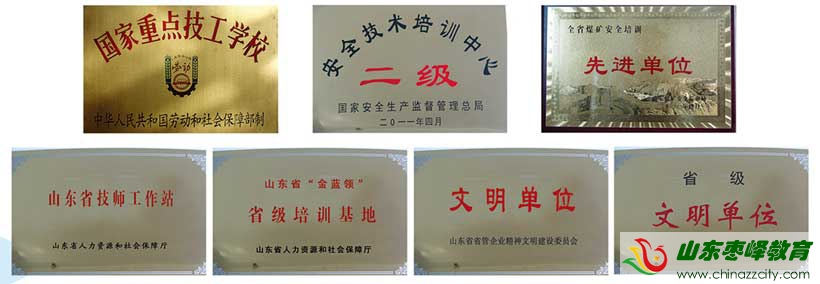 国家重点技工学校
劳动
中华人民共和国劳动和社会保障部制
安全技术培训中心
二级
国家安全生产监督管理总局
二〇一一年四月
全省煤矿安全培训
先进单位
山东省技师工作站
山东省人力资源和社会保障厅
山东省“金蓝领”
省级培训基地
山东省人力资源和社会保障厅
文明单位
山东省省管企业精神文明建设委员会
省级
文明单位
山东枣峰教育
www.chinazzcity.com